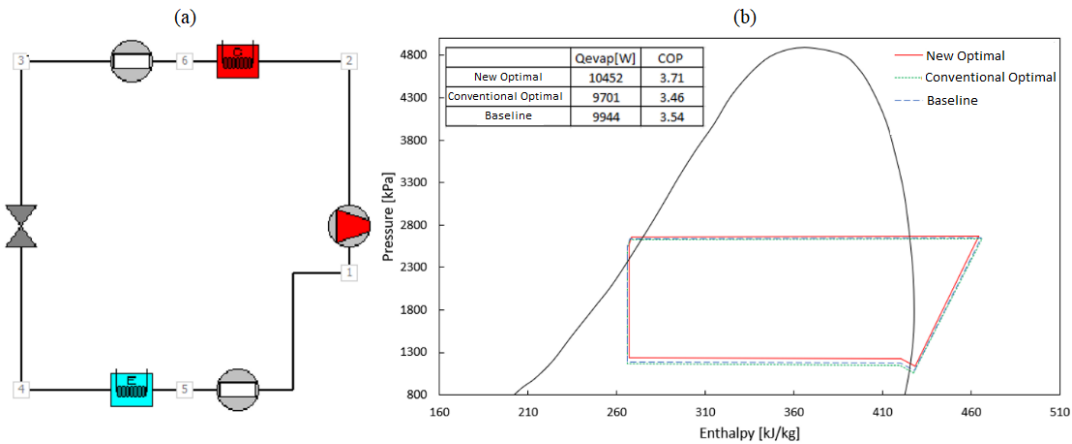 (a)
(b)
3
6
C
2
1
4
E
5
Qevap[W] COP
New Optimal 10452 3.71
Conventional Optimal 9701 3.46
Baseline 9944 3.54
New Optimal
Conventional Optimal
Baseline
Pressure [kPa]
4800
4300
3800
3300
2800
2300
1800
1300
800
160 210 260 310 360 410 460 510
Enthalpy [kJ/kg]